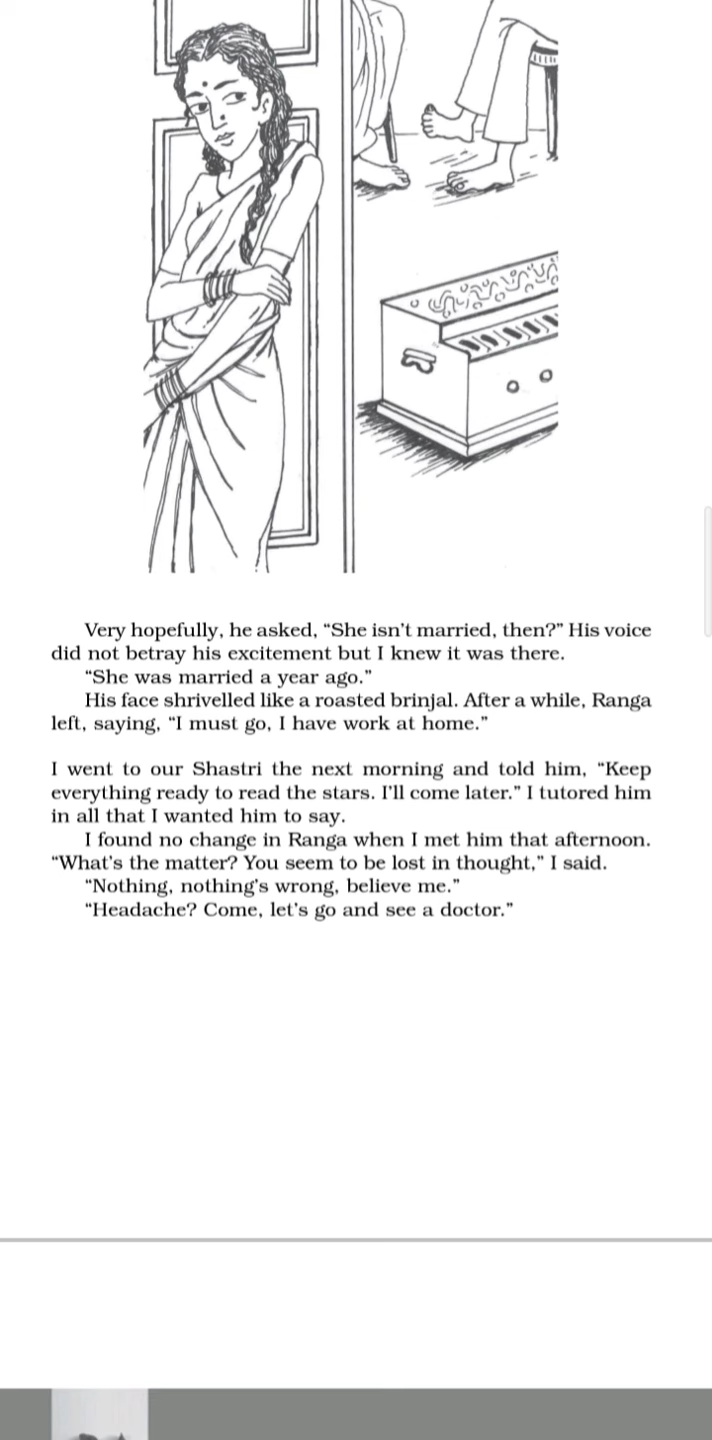 Very hopefully, he asked, “She isn't married, then?” His voice
did not betray his excitement but I knew it was there.
“She was married a year ago.”
His face shrivelled like a roasted brinjal. After a while, Ranga
left, saying, “I must go, I have work at home.”
I went to our Shastri the next morning and told him, “Keep
everything ready to read the stars. I'll come later.” I tutored him
in all that I wanted him to say.
I found no change in Ranga when I met him that afternoon.
“What's the matter? You seem to be lost in thought,” I said.
“Nothing, nothing's wrong, believe me.”
“Headache? Come, let's go and see a doctor.”